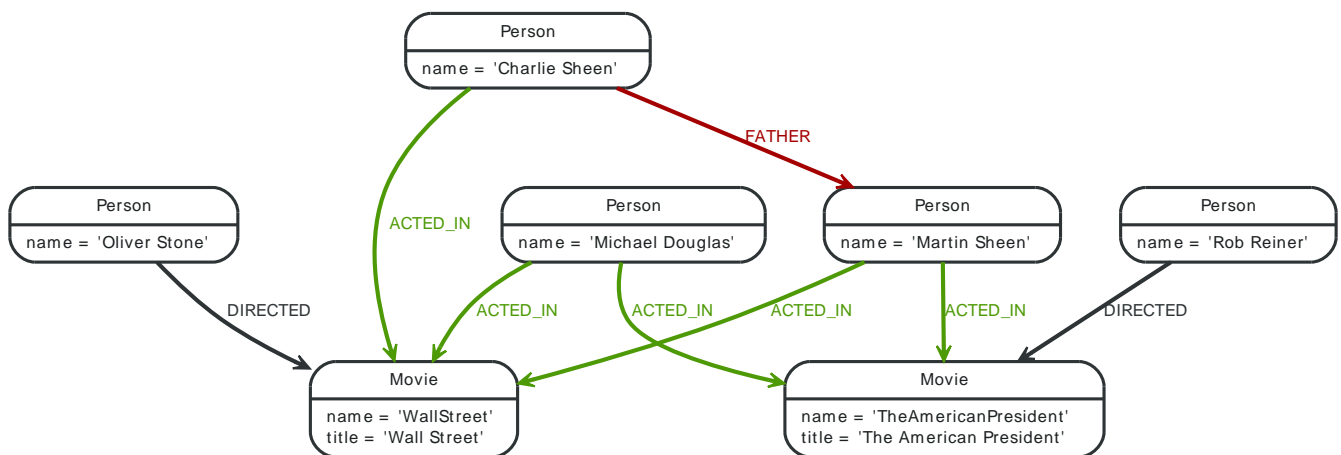 Person
name = 'Charlie Sheen'
FATHER
Person
name = 'Oliver Stone'
ACTED_IN
Person
name = 'Michael Douglas'
Person
name = 'Martin Sheen'
Person
name = 'Rob Reiner'
DIRECTED
ACTED_IN
ACTED_IN
ACTED_IN
ACTED_IN
DIRECTED
Movie
name = 'WallStreet'
title = 'Wall Street'
Movie
name = 'TheAmericanPresident'
title = 'The American President'